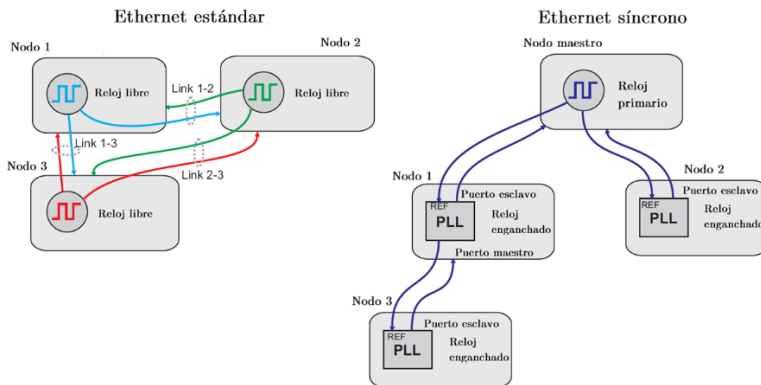 Ethernet estándar
Nodo 1
Reloj libre
Nodo 2
Reloj libre
Link 1-2
Link 1-3
Link 2-3
Nodo 3
Reloj libre
Ethernet síncrono
Nodo maestro
Reloj
primario
Nodo 1
Puerto esclavo
REF
PLL
Reloj
enganchado
Puerto maestro
Nodo 2
Puerto esclavo
REF
PLL
Reloj
enganchado
Nodo 3
Puerto esclavo
REF
PLL
Reloj
enganchado